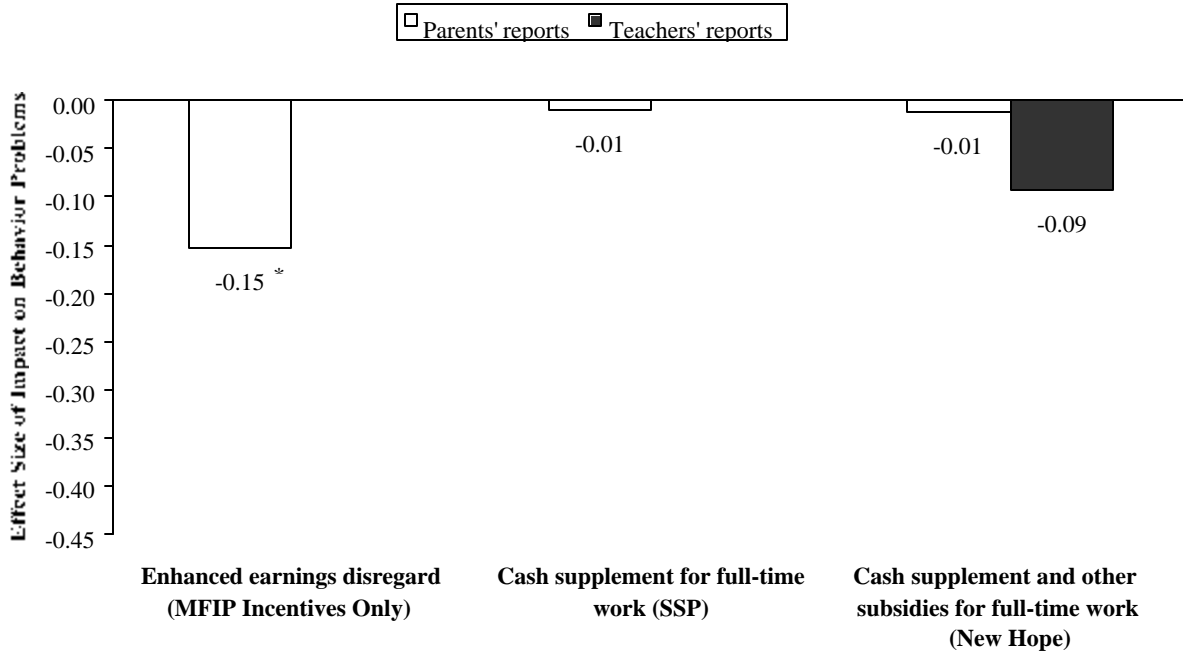 Parents' reports Teachers' reports
Effect Size of Impact on Behavior Problems
0.00
-0.05
-0.10
-0.15
-0.20
-0.25
-0.30
-0.35
-0.40
-0.45
-0.15 *
-0.01
-0.01
-0.09
Enhanced earnings disregard
(MFIP Incentives Only)
Cash supplement for full-time
work (SSP)
Cash supplement and other
subsidies for full-time work
(New Hope)